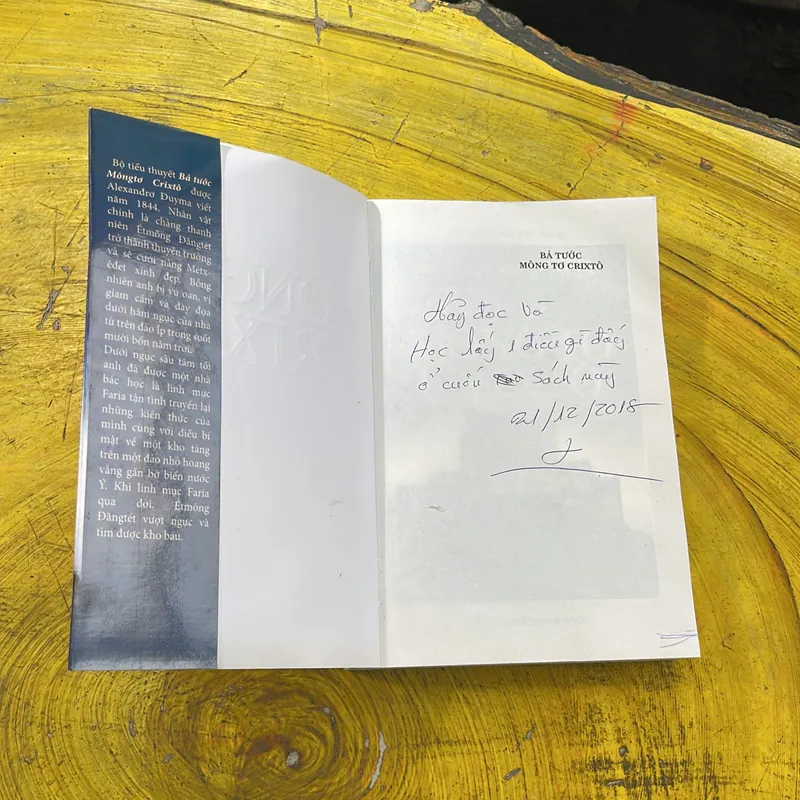 Bộ tiểu thuyết Bá tước
Môngtơ Crixtô được
Alexandrơ Đuyma viết
năm 1844. Nhân vật
chính là chàng thanh
niên Étmông Đăngtét
trở thành thuyền trưởng
và sẽ cưới nàng Metx-
êđet xinh đẹp. Bỗng
nhiên anh bị vu oan, vị
giam cầm và đầy đọa
dưới hầm ngục của nhà
tù trên đảo Ip trong suốt
mười bốn năm trời.
Dưới ngục sâu tăm tối
anh đã được một nhà
bác học là linh mục
Faria tận tình truyền lại
những kiến thức của
mình cùng với điều bí
mật về một kho tàng
trên một đảo nhỏ hoang
vắng gần bờ biển nước
Ý. Khi linh mục Faria
qua đời, Étmông
Đăngtét vượt ngục và
tìm được kho báu.
BÁ TƯỚC
MÔNG TƠ CRIXTÔ
Hãy đọc và
Học lấy 1 điều gì đấy
ở cuốn sách này
21/12/2018